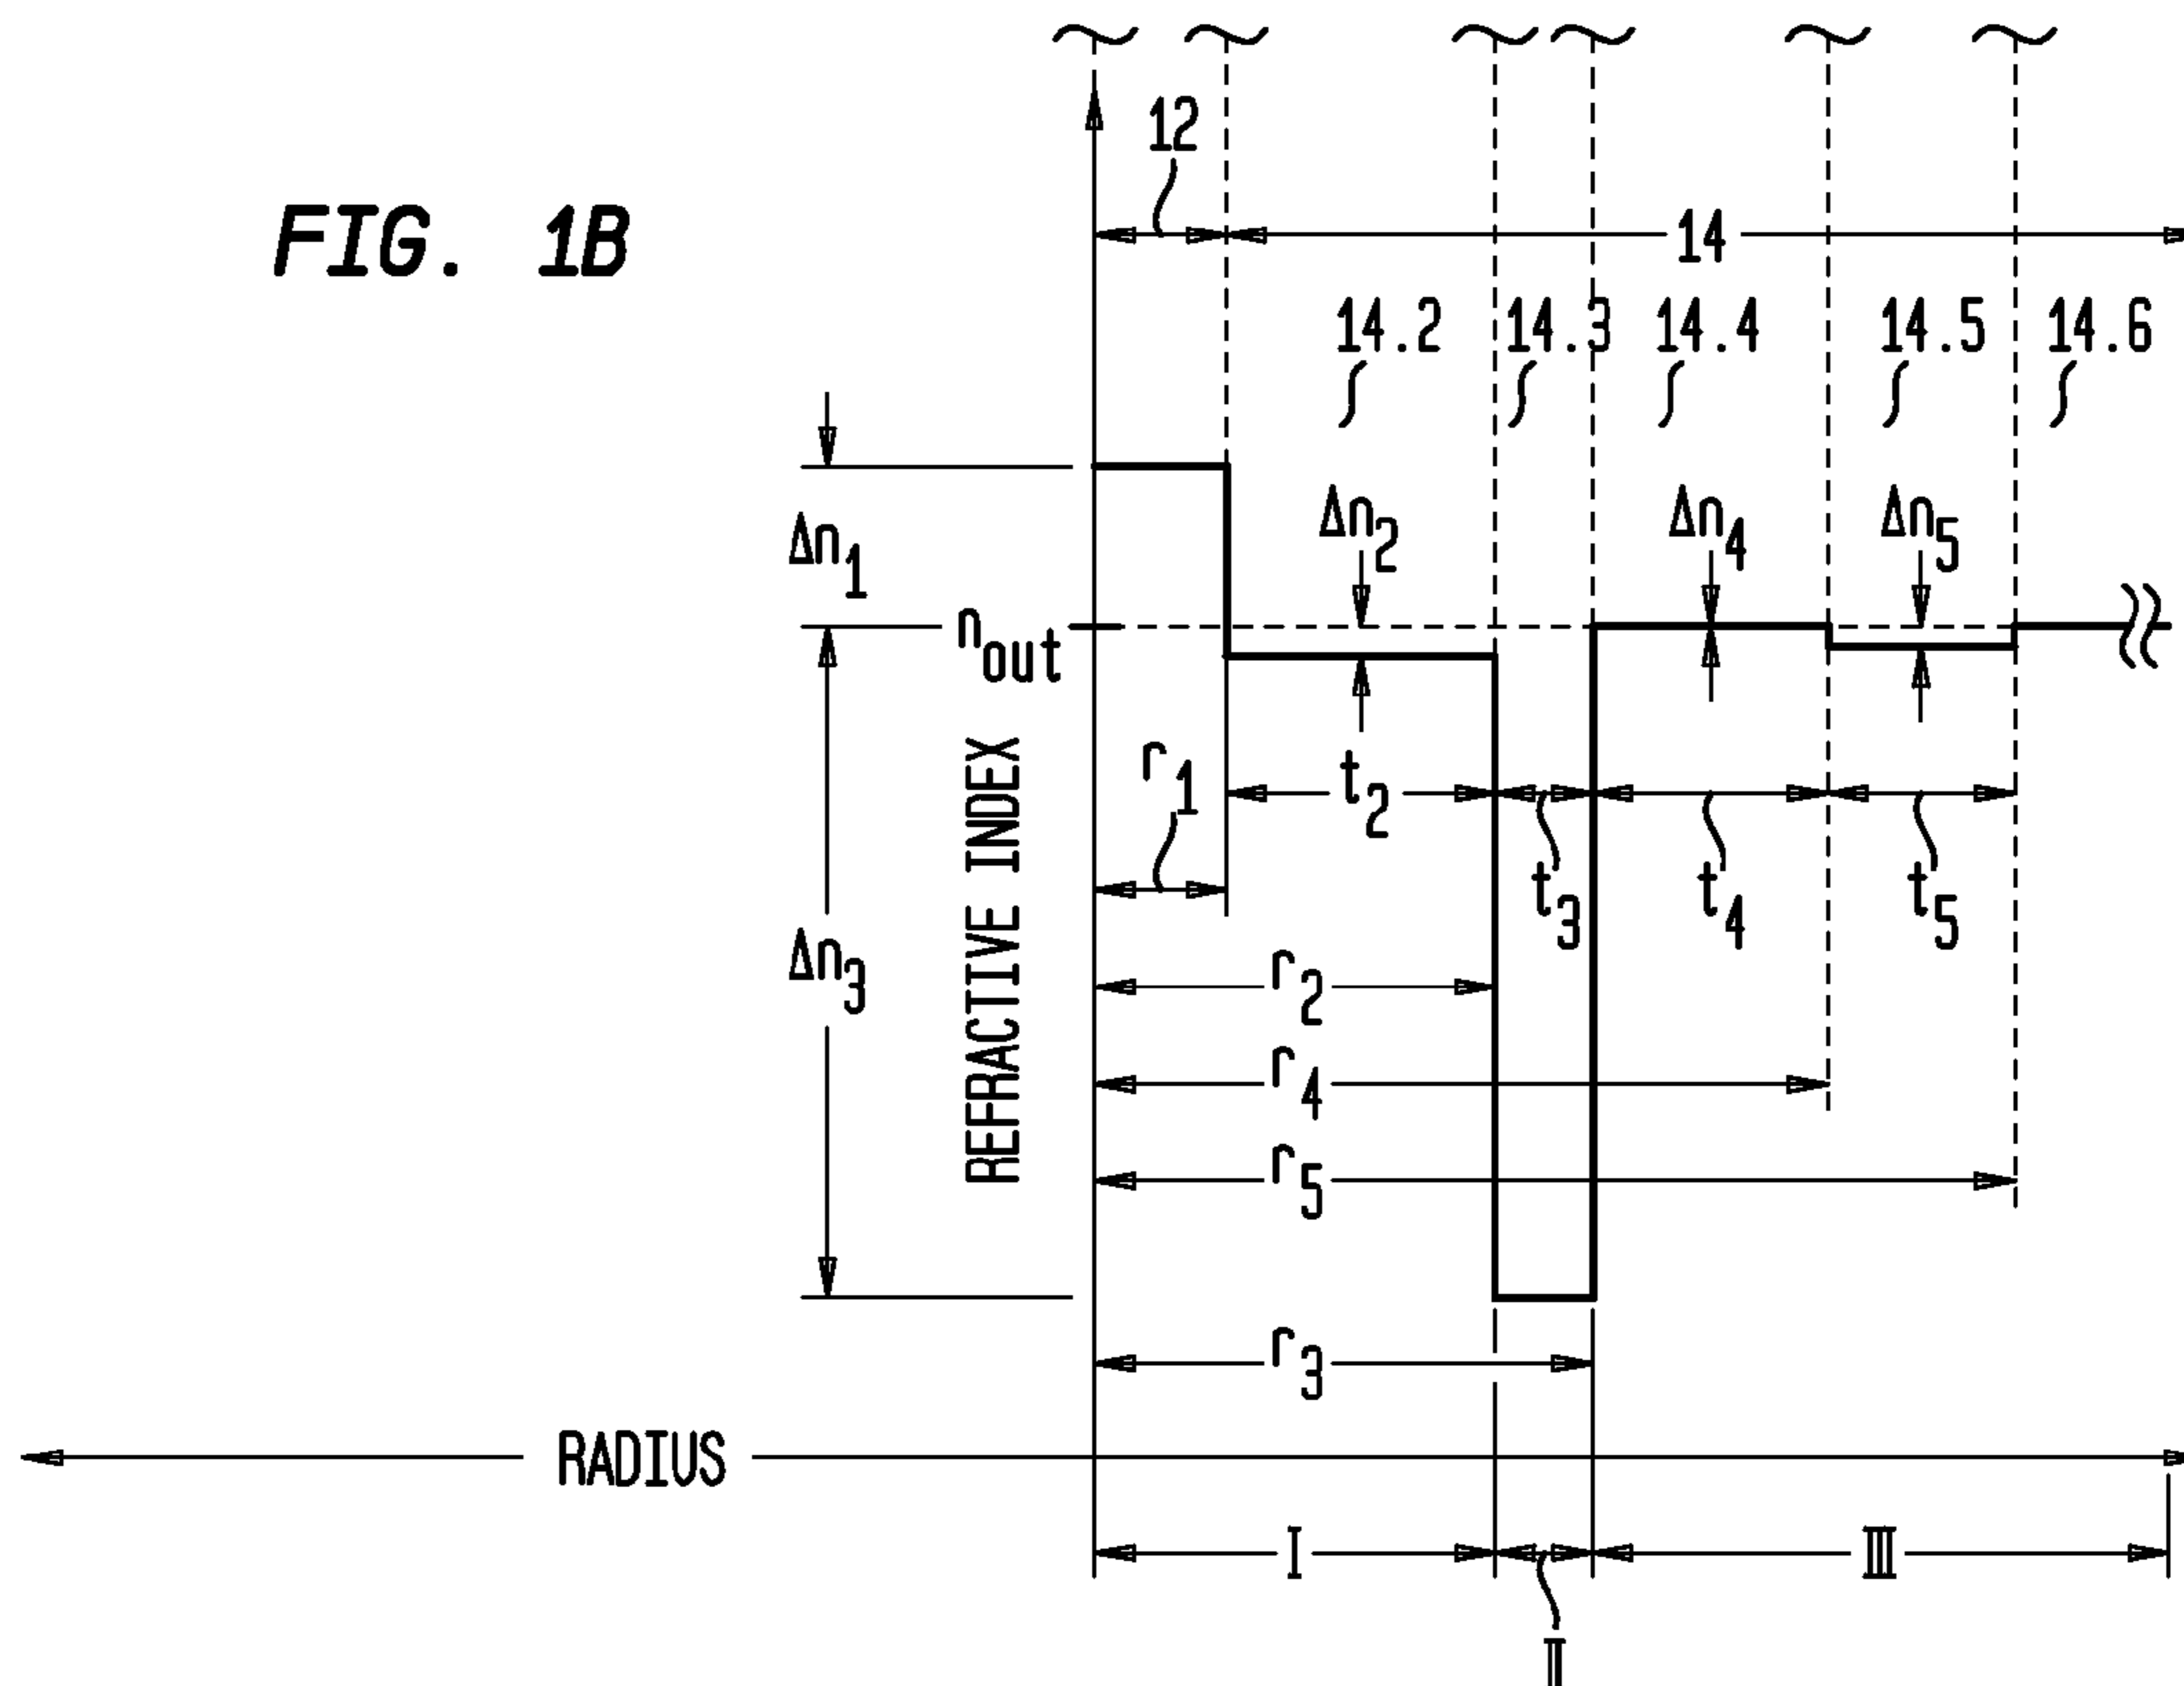 FIG. 1B
12
14
14.2 14.3 14.4 14.5 14.6
Δn1
Δn2
Δn4
Δn5
nout
Δn3
REFRACTIVE INDEX
r1
t2
t3
t4
t5
r2
r4
r5
r3
RADIUS
I
III
II